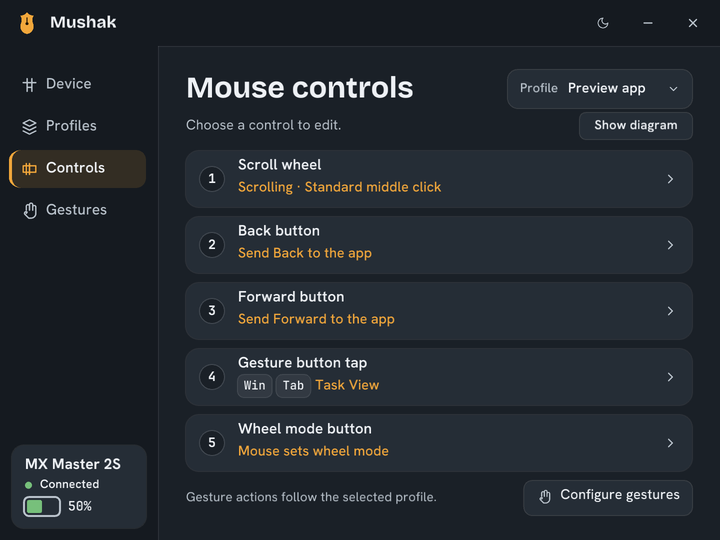 Mushak
Device
Profiles
Controls
Gestures
MX Master 2S
Connected
50%
Mouse controls
Profile Preview app
Choose a control to edit.
Show diagram
1
Scroll wheel
Scrolling · Standard middle click
2
Back button
Send Back to the app
3
Forward button
Send Forward to the app
4
Gesture button tap
Win Tab Task View
5
Wheel mode button
Mouse sets wheel mode
Gesture actions follow the selected profile.
Configure gestures